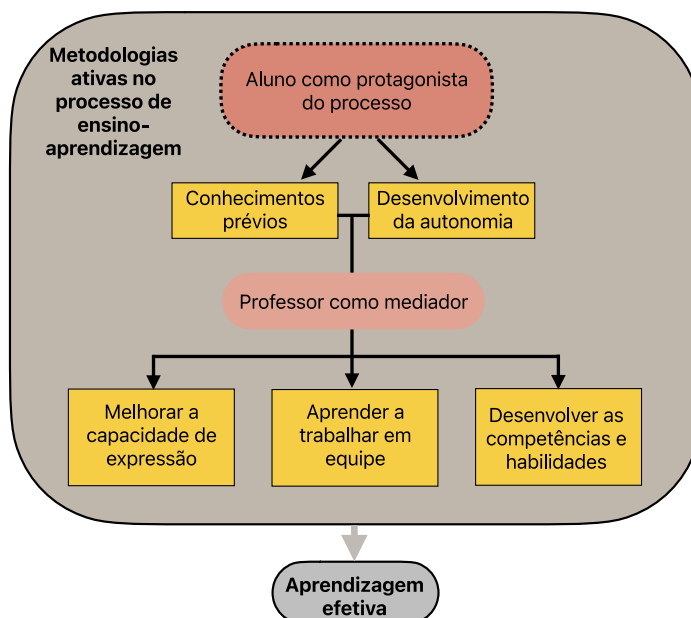 Metodologias
ativas no
processo de
ensino-
aprendizagem
Aluno como protagonista
do processo
Conhecimentos
prévios
Desenvolvimento
da autonomia
Professor como mediador
Melhorar a
capacidade de
expressão
Aprender a
trabalhar em
equipe
Desenvolver as
competências e
habilidades
Aprendizagem
efetiva